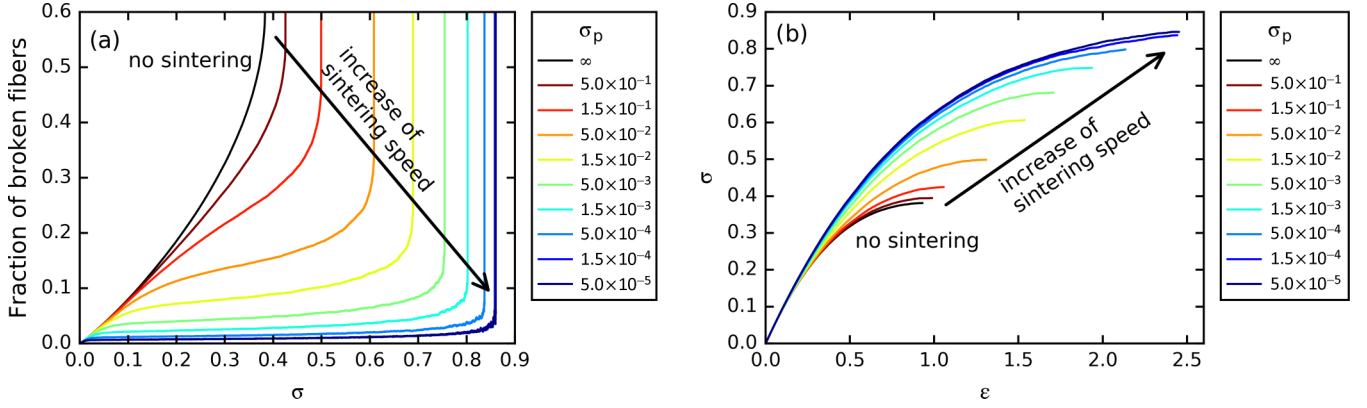 (a)
no sintering
increase of
sintering speed
Fraction of broken fibers
0.6
0.5
0.4
0.3
0.2
0.1
0.0
0.0 0.1 0.2 0.3 0.4 0.5 0.6 0.7 0.8 0.9
σ
σp
∞
5.0×10⁻¹
1.5×10⁻¹
5.0×10⁻²
1.5×10⁻²
5.0×10⁻³
1.5×10⁻³
5.0×10⁻⁴
1.5×10⁻⁴
5.0×10⁻⁵
(b)
increase of
sintering speed
no sintering
σ
0.9
0.8
0.7
0.6
0.5
0.4
0.3
0.2
0.1
0.0
0.0 0.5 1.0 1.5 2.0 2.5
ε
σp
∞
5.0×10⁻¹
1.5×10⁻¹
5.0×10⁻²
1.5×10⁻²
5.0×10⁻³
1.5×10⁻³
5.0×10⁻⁴
1.5×10⁻⁴
5.0×10⁻⁵